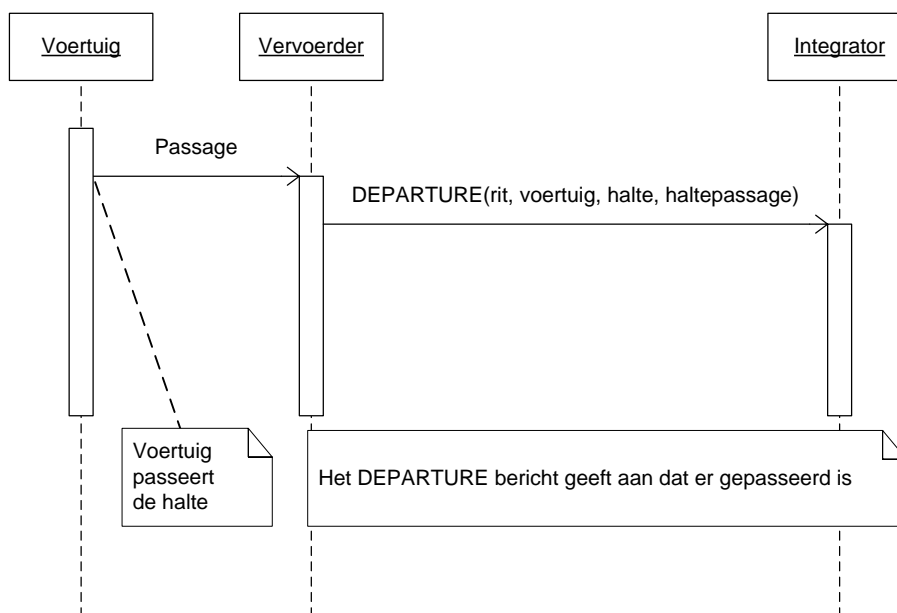 Voertuig
Vervoerder
Integrator
Passage
DEPARTURE(rit, voertuig, halte, haltepassage)
Voertuig
passeert
de halte
Het DEPARTURE bericht geeft aan dat er gepasseerd is